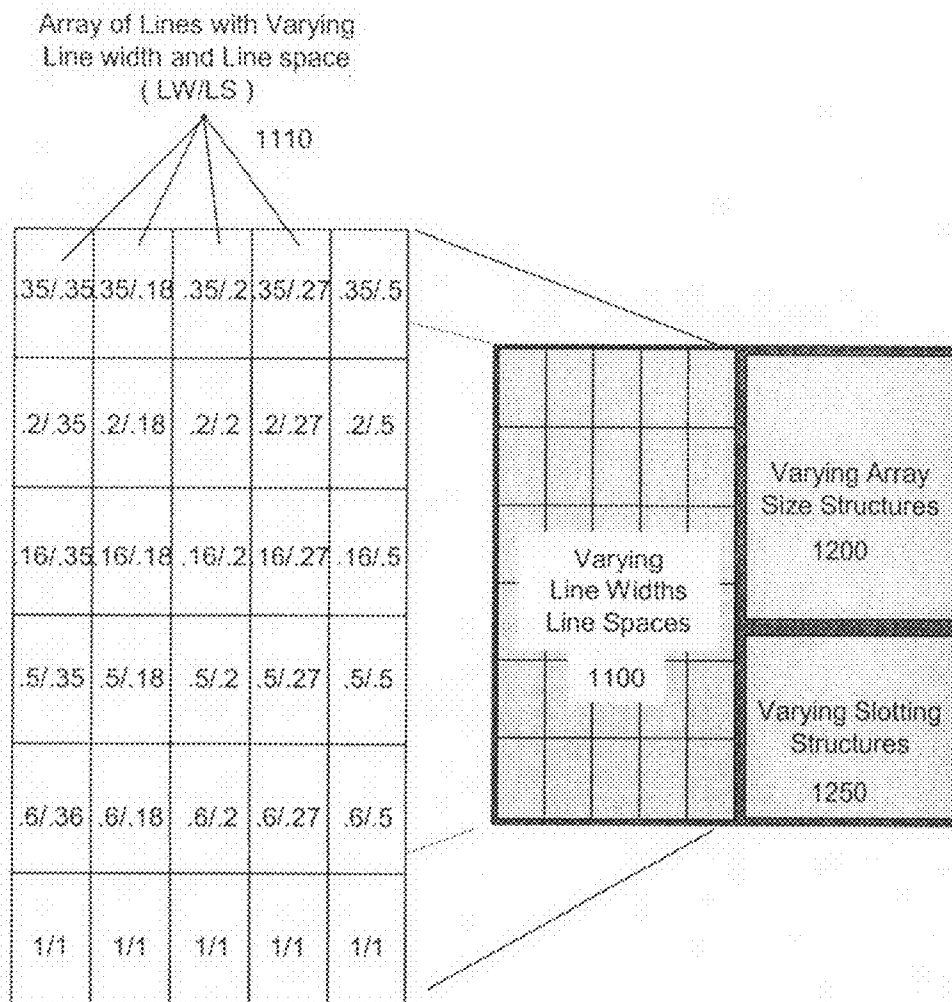 Array of Lines with Varying
Line width and Line space
( LW/LS )
1110
.35/.35 .35/.18 .35/.2 .35/.27 .35/.5
.2/.35 .2/.18 .2/.2 .2/.27 .2/.5
.16/.35 .16/.18 .16/.2 .16/.27 .16/.5
.5/.35 .5/.18 .5/.2 .5/.27 .5/.5
.6/.36 .6/.18 .6/.2 .6/.27 .6/.5
1/1 1/1 1/1 1/1 1/1
Varying
Line Widths
Line Spaces
1100
Varying Array
Size Structures
1200
Varying Slotting
Structures
1250